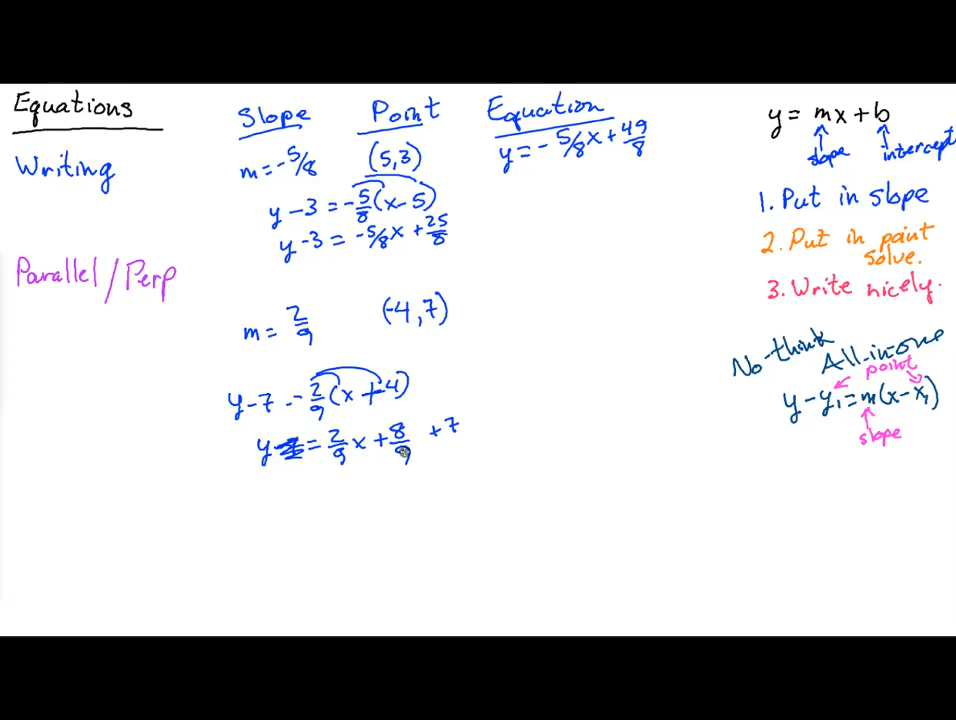 Equations
Slope
Point
Equation
y = mx + b
slope
intercept
Writing
m = -5/8
(5,3)
y = - 5/8x + 49/8
y - 3 = -5/8(x - 5)
y - 3 = -5/8x + 25/8
1. Put in slope
2. Put in point
solve.
3. Write nicely.
Parallel / Perp
m = 2/9
(-4, 7)
No-think All-in-one
point
y - y₁ = m(x - x₁)
slope
y - 7 = 2/9(x + 4)
y = 2/9x + 8/9 + 7